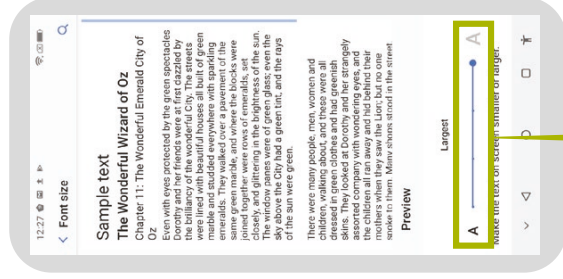 12:27
Font size
Sample text
The Wonderful Wizard of Oz
Chapter 11: The Wonderful Emerald City of
Oz
Even with eyes protected by the green spectacles
Dorothy and her friends were at first dazzled by
the brilliancy of the wonderful City. The streets
were lined with beautiful houses all built of green
marble and studded everywhere with sparkling
emeralds. They walked over a pavement of the
same green marble, and where the blocks were
joined together were rows of emeralds, set
closely, and glittering in the brightness of the sun.
The window panes were of green glass; even the
sky above the City had a green tint, and the rays
of the sun were green.
There were many people, men, women and
children, walking about, and these were all
dressed in green clothes and had greenish
skins. They looked at Dorothy and her strangely
assorted company with wondering eyes, and
the children all ran away and hid behind their
mothers when they saw the Lion; but no one
spoke to them. Many shops stood in the street
Preview
Largest
A A
Make the text on screen smaller or larger.